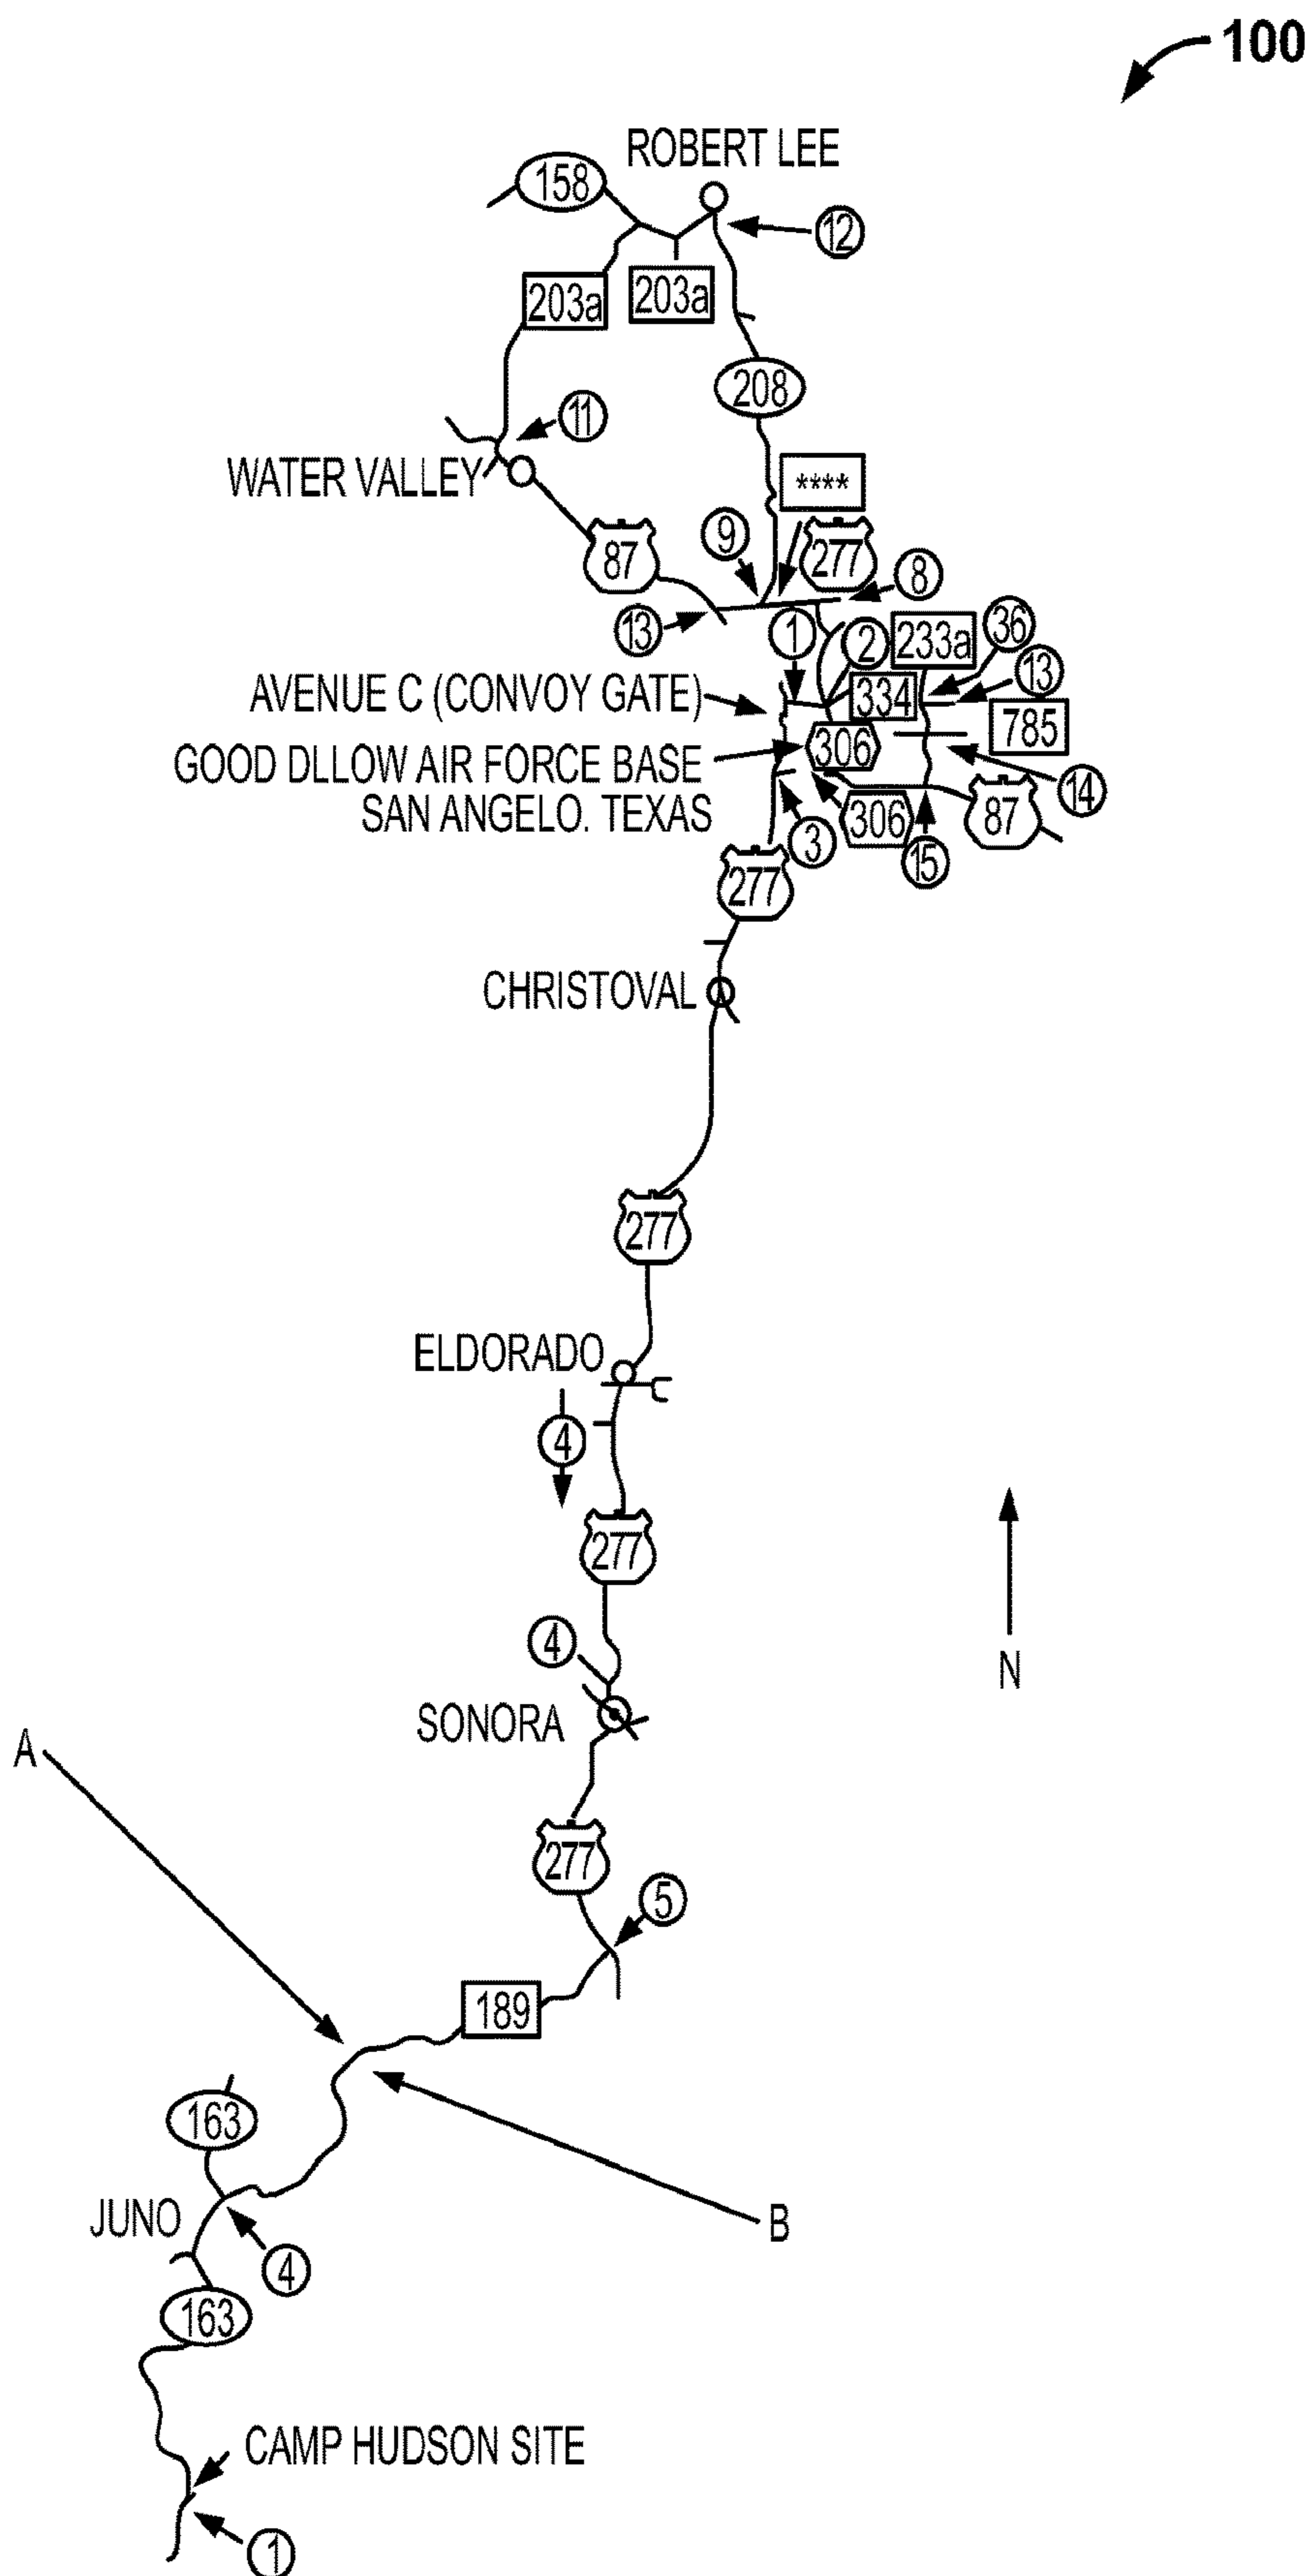 100
ROBERT LEE
158
12
203a
203a
208
11
WATER VALLEY
****
9
87
277
8
13
1
2
233a
36
13
AVENUE C (CONVOY GATE)
334
785
GOOD DLLOW AIR FORCE BASE
306
SAN ANGELO. TEXAS
14
3
306
87
15
277
CHRISTOVAL
277
ELDORADO
4
277
4
N
SONORA
A
277
5
189
163
JUNO
B
4
163
CAMP HUDSON SITE
1